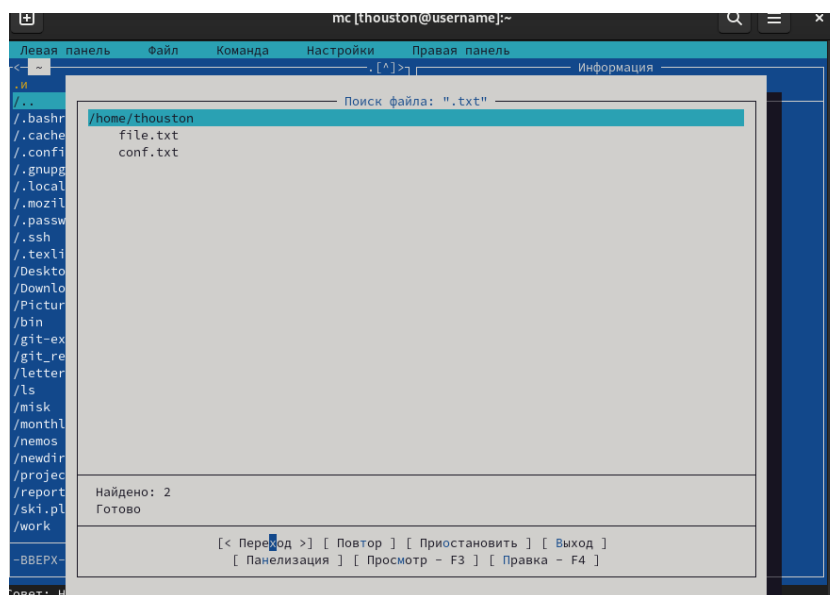 mc [thouston@username]:~
Левая панель Файл Команда Настройки Правая панель
<─ ~ .[^]>┐ Информация
.и
/..
Поиск файла: ".txt"
/.bashr /home/thouston
/.cache file.txt
/.confi conf.txt
/.gnupg
/.local
/.mozil
/.passw
/.ssh
/.texli
/Deskto
/Downlo
/Pictur
/bin
/git-ex
/git_re
/letter
/ls
/misk
/monthl
/nemos
/newdir
/projec
/report Найдено: 2
/ski.pl Готово
/work
[< Переход >] [ Повтор ] [ Приостановить ] [ Выход ]
-ВВЕРХ- [ Панелизация ] [ Просмотр - F3 ] [ Правка - F4 ]
Совет: Н